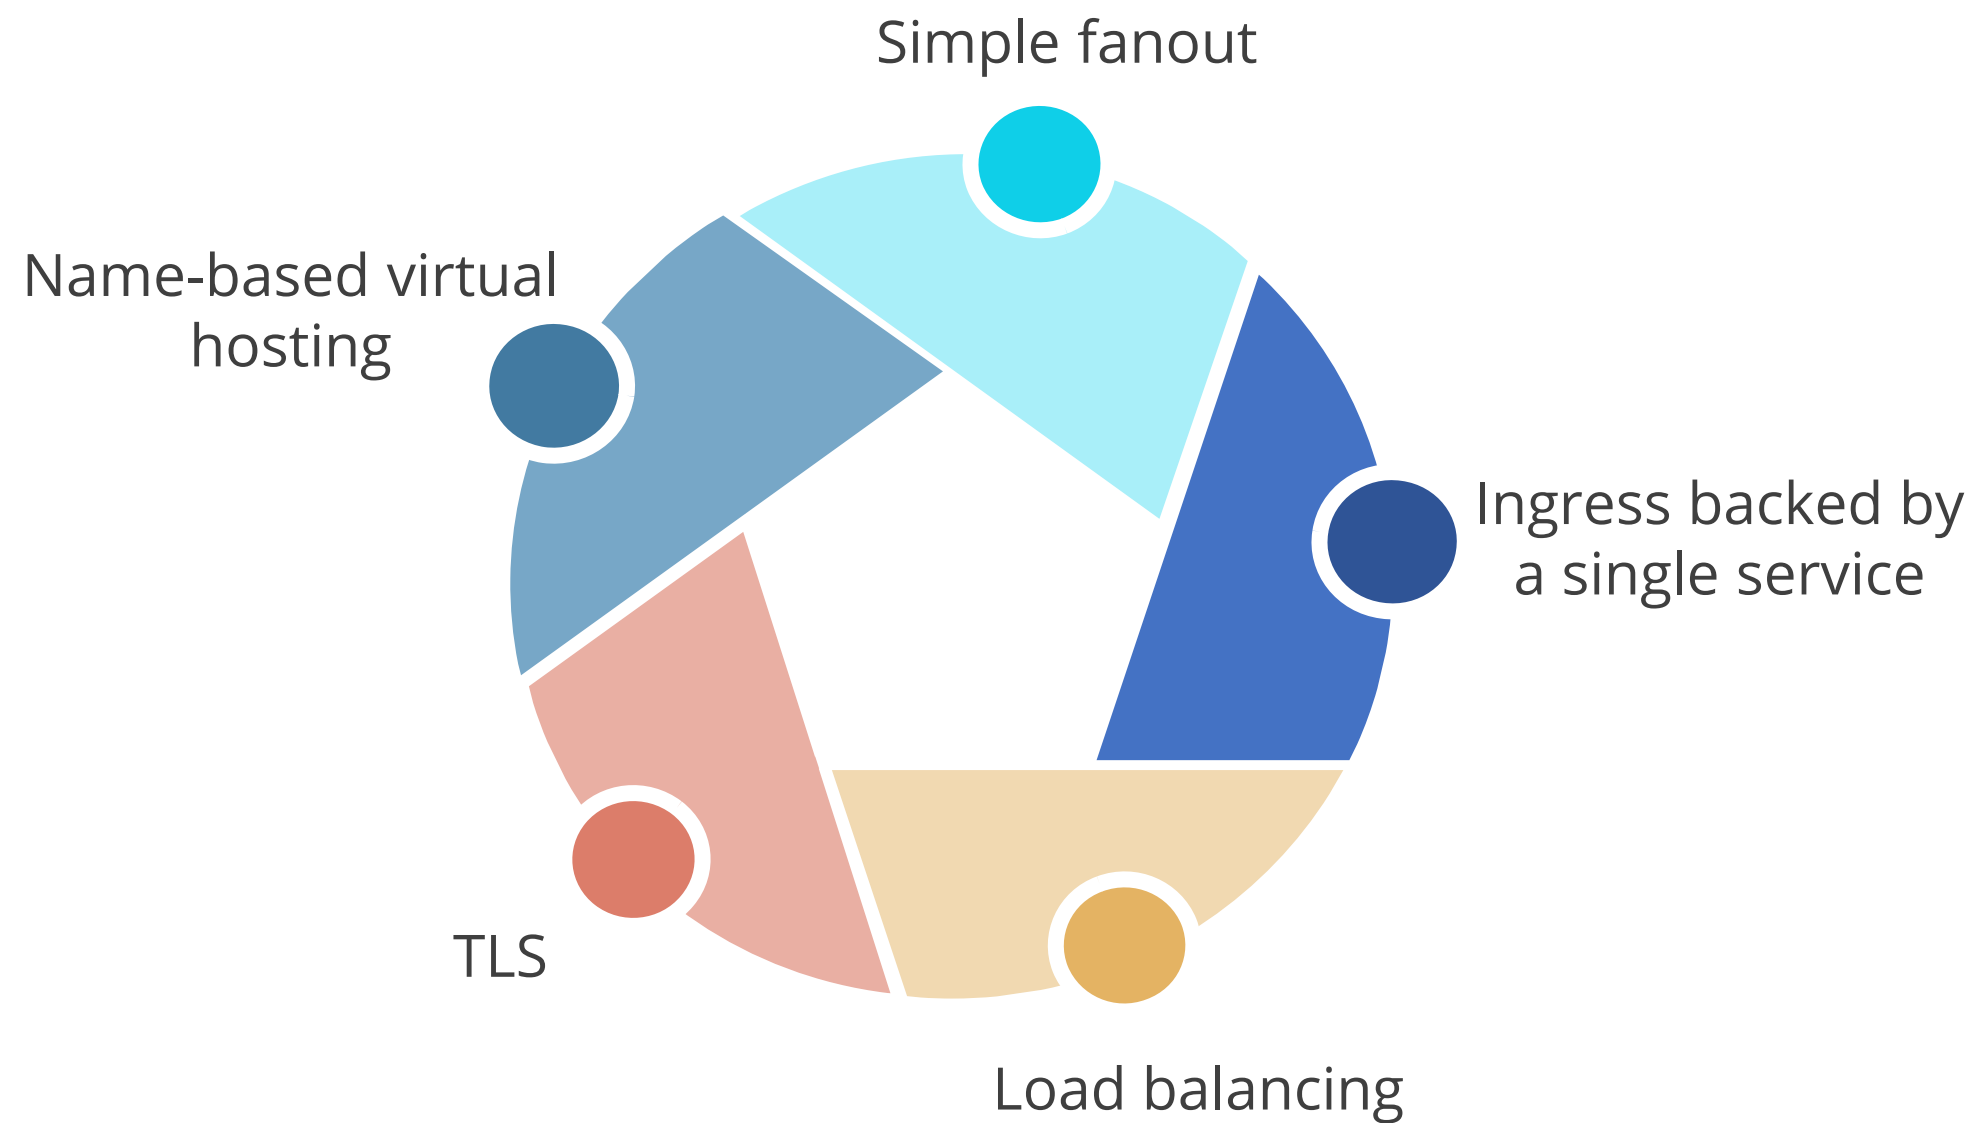 Simple fanout
Name-based virtual
hosting
Ingress backed by
a single service
TLS
Load balancing